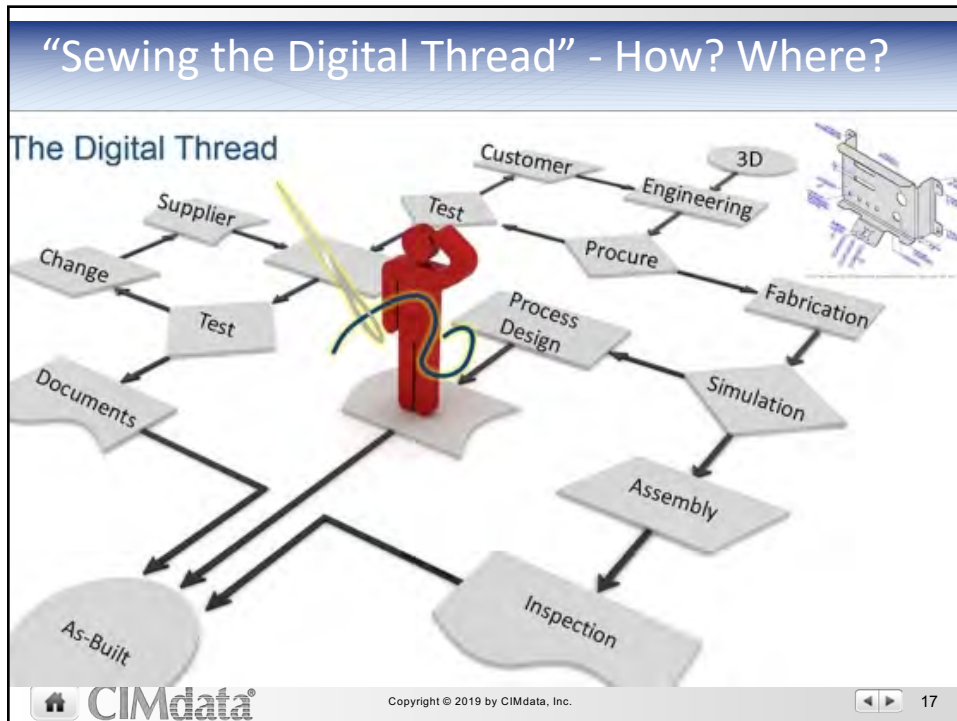 “Sewing the Digital Thread” - How? Where?
The Digital Thread
Customer
3D
Supplier
Test
Engineering
Change
Procure
Test
Process
Design
Fabrication
Documents
Simulation
Assembly
As-Built
Inspection
CIMdata®
Copyright © 2019 by CIMdata, Inc.
17